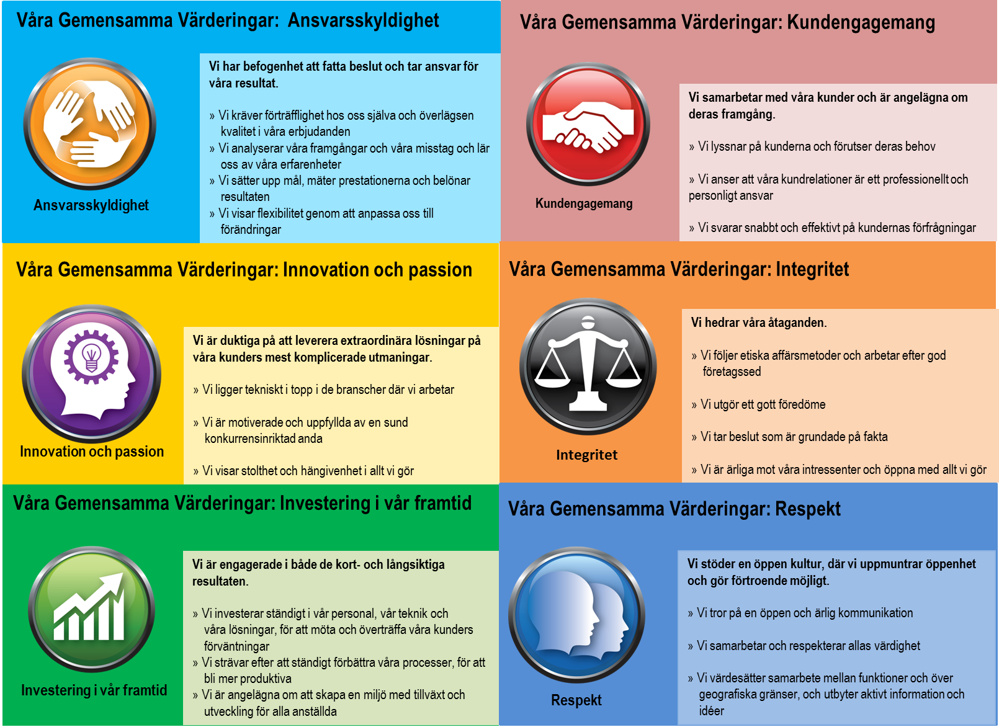 Våra Gemensamma Värderingar: Ansvarsskyldighet
Vi har befogenhet att fatta beslut och tar ansvar för
våra resultat.
» Vi kräver förträfflighet hos oss själva och överlägsen
kvalitet i våra erbjudanden
» Vi analyserar våra framgångar och våra misstag och lär
oss av våra erfarenheter
» Vi sätter upp mål, mäter prestationerna och belönar
resultaten
» Vi visar flexibilitet genom att anpassa oss till
förändringar
Ansvarsskyldighet
Våra Gemensamma Värderingar: Kundengagemang
Vi samarbetar med våra kunder och är angelägna om
deras framgång.
» Vi lyssnar på kunderna och förutser deras behov
» Vi anser att våra kundrelationer är ett professionellt och
personligt ansvar
» Vi svarar snabbt och effektivt på kundernas förfrågningar
Kundengagemang
Våra Gemensamma Värderingar: Innovation och passion
Vi är duktiga på att leverera extraordinära lösningar på
våra kunders mest komplicerade utmaningar.
» Vi ligger tekniskt i topp i de branscher där vi arbetar
» Vi är motiverade och uppfyllda av en sund
konkurrensinriktad anda
» Vi visar stolthet och hängivenhet i allt vi gör
Innovation och passion
Våra Gemensamma Värderingar: Integritet
Vi hedrar våra åtaganden.
» Vi följer etiska affärsmetoder och arbetar efter god
företagssed
» Vi utgör ett gott föredöme
» Vi tar beslut som är grundade på fakta
» Vi är ärliga mot våra intressenter och öppna med allt vi gör
Integritet
Våra Gemensamma Värderingar: Investering i vår framtid
Vi är engagerade i både de kort- och långsiktiga
resultaten.
» Vi investerar ständigt i vår personal, vår teknik och
våra lösningar, för att möta och överträffa våra kunders
förväntningar
» Vi strävar efter att ständigt förbättra våra processer, för att
bli mer produktiva
» Vi är angelägna om att skapa en miljö med tillväxt och
utveckling för alla anställda
Investering i vår framtid
Våra Gemensamma Värderingar: Respekt
Vi stöder en öppen kultur, där vi uppmuntrar öppenhet
och gör förtroende möjligt.
» Vi tror på en öppen och ärlig kommunikation
» Vi samarbetar och respekterar allas värdighet
» Vi värdesätter samarbete mellan funktioner och över
geografiska gränser, och utbyter aktivt information och
idéer
Respekt